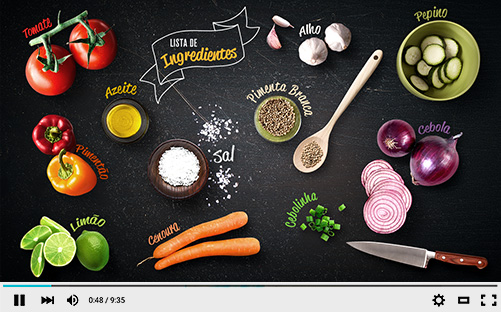 Tomate
LISTA DE
Ingredientes
Alho
Pepino
Azeite
Pimenta Branca
Cebola
Pimentão
Sal
Limão
Cenoura
Cebolinha
0:48 / 9:35